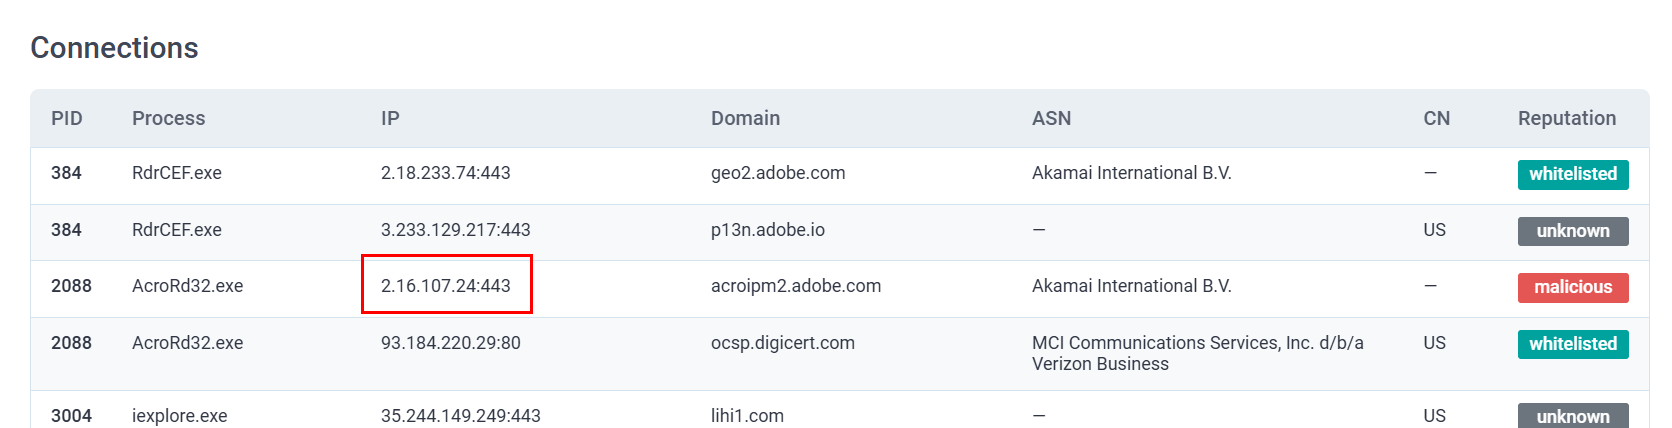 Connections
PID Process IP Domain ASN CN Reputation
384 RdrCEF.exe 2.18.233.74:443 geo2.adobe.com Akamai International B.V. — whitelisted
384 RdrCEF.exe 3.233.129.217:443 p13n.adobe.io — US unknown
2088 AcroRd32.exe 2.16.107.24:443 acroipm2.adobe.com Akamai International B.V. — malicious
2088 AcroRd32.exe 93.184.220.29:80 ocsp.digicert.com MCI Communications Services, Inc. d/b/a US whitelisted
Verizon Business
3004 iexplore.exe 35.244.149.249:443 lihi1.com — US unknown